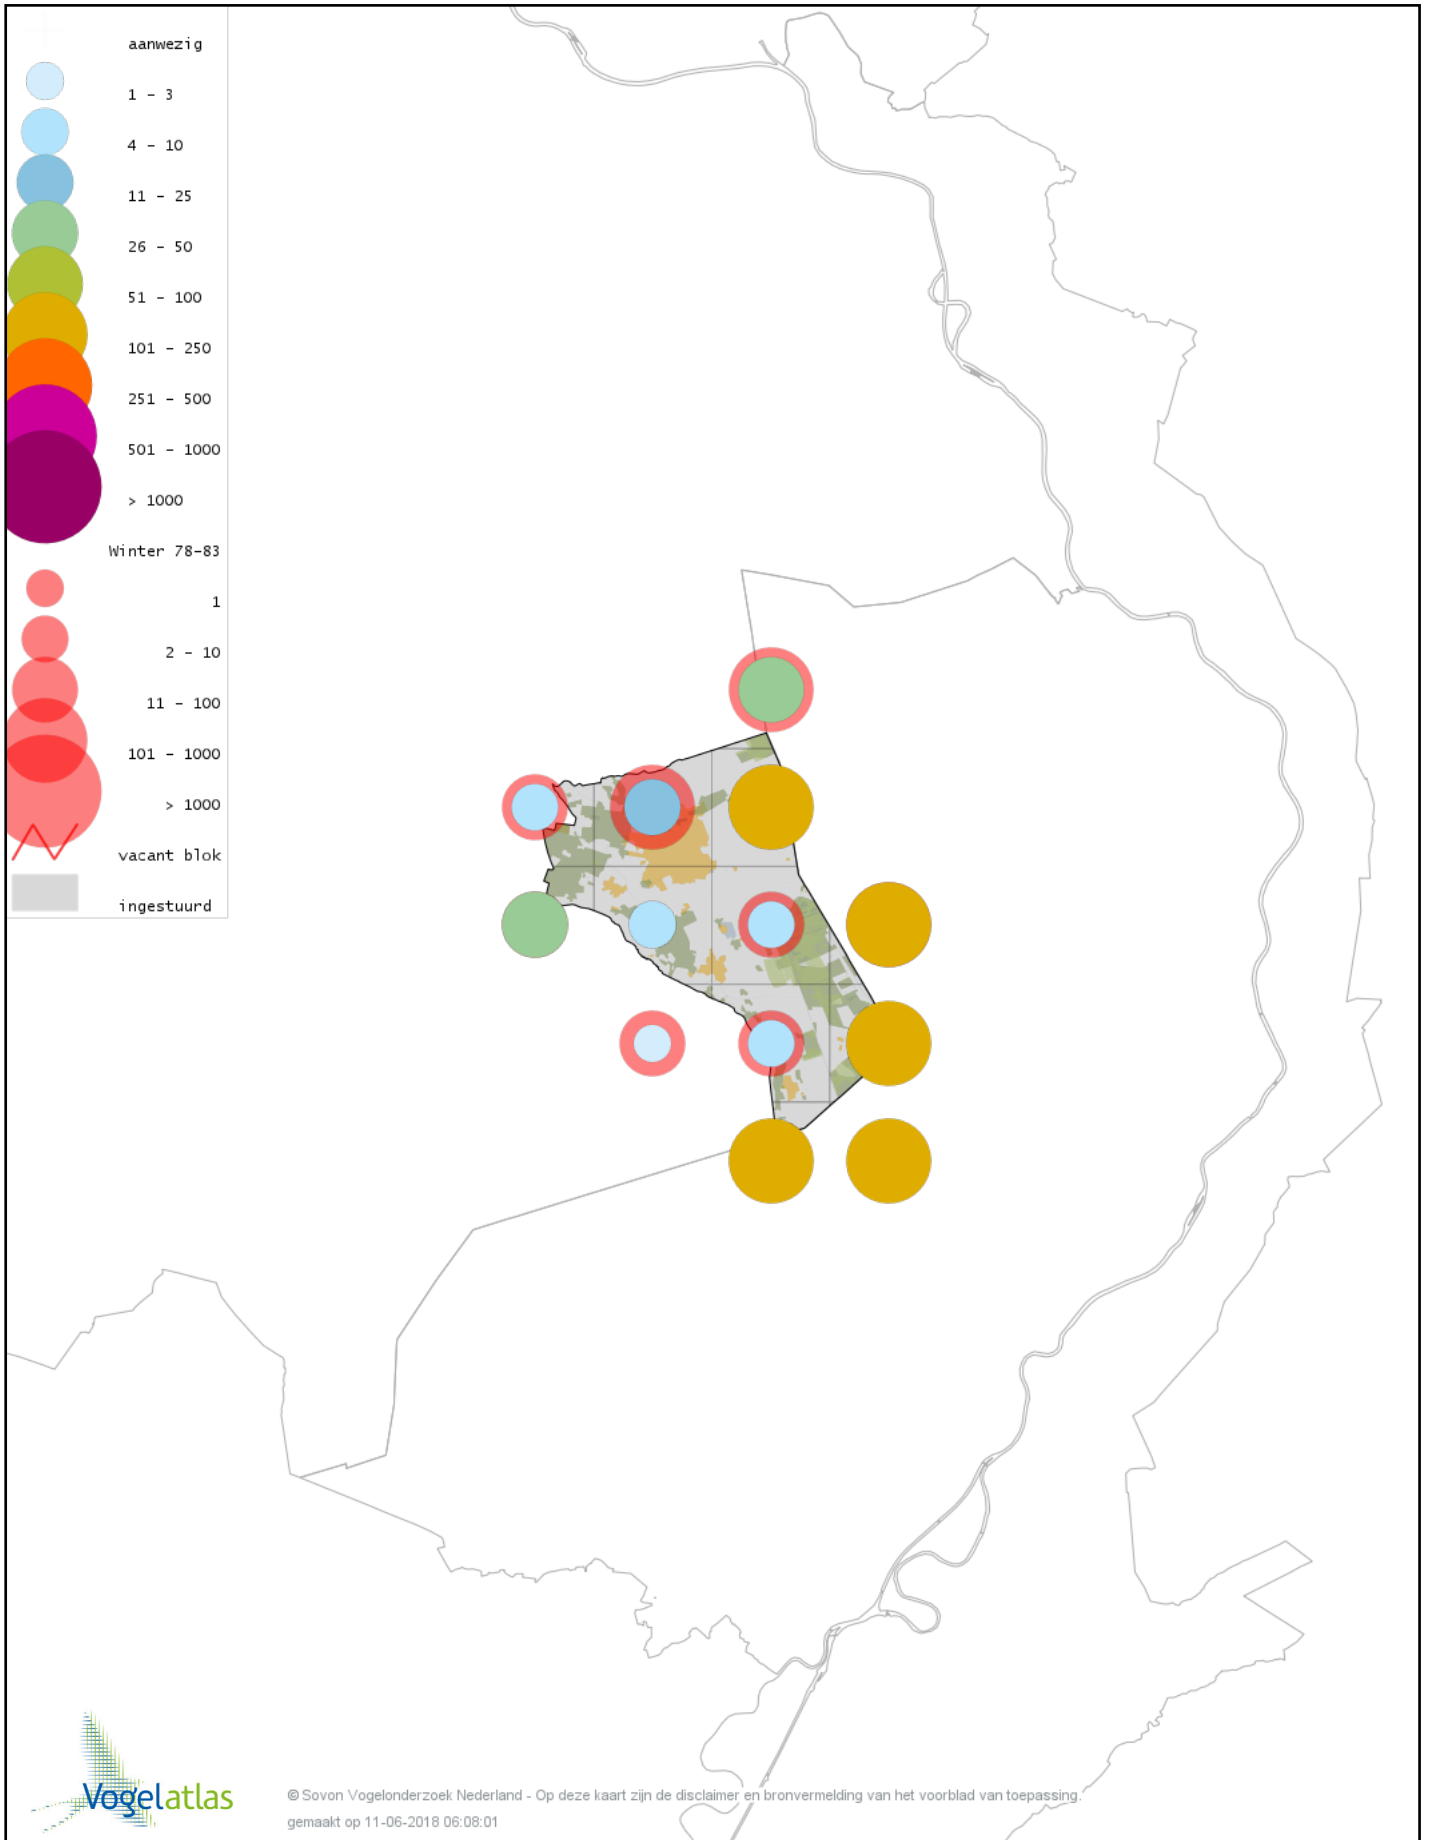 aanwezig
1 - 3
4 - 10
11 - 25
26 - 50
51 - 100
101 - 250
251 - 500
501 - 1000
> 1000
Winter 78-83
1
2 - 10
11 - 100
101 - 1000
> 1000
vacant blok
ingestuurd
Vogelatlas
© Sovon Vogelonderzoek Nederland - Op deze kaart zijn de disclaimer en bronvermelding van het voorblad van toepassing.
gemaakt op 11-06-2018 06:08:01